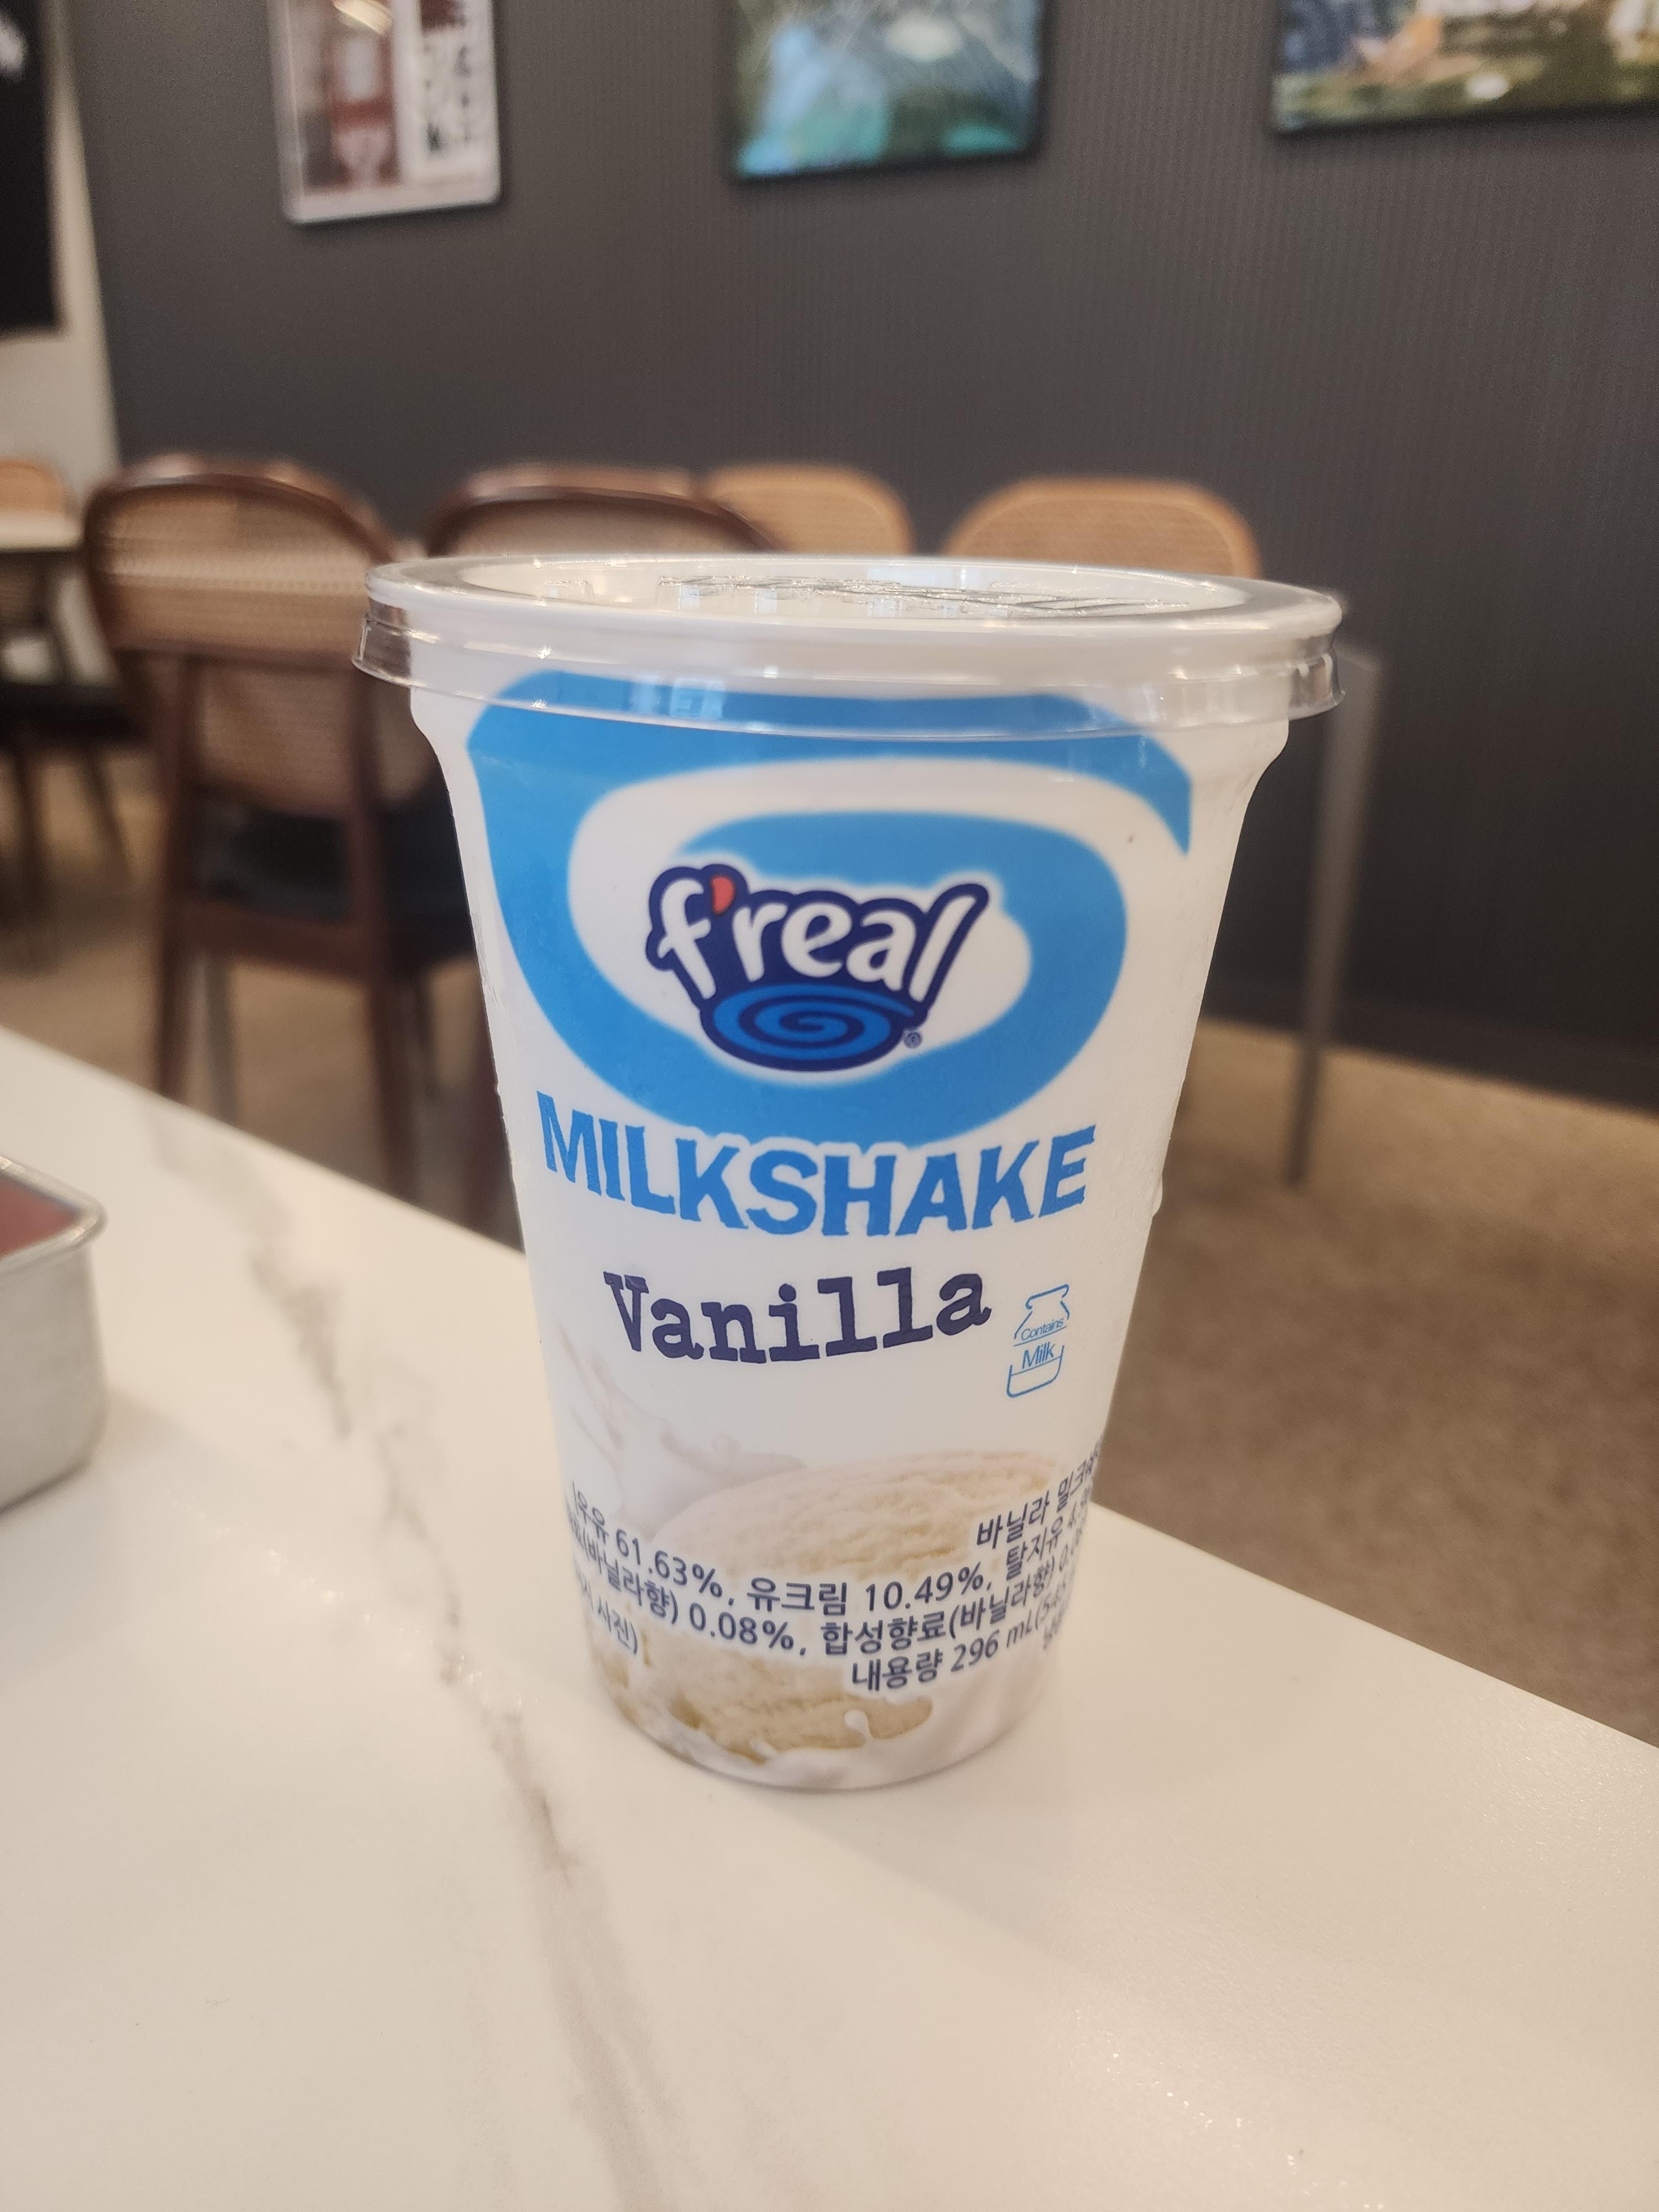 f'real
®
MILKSHAKE
Vanilla
Contains
Milk
바닐라
우유 61.63%, 유크림 10.49%, 탈지유
(바닐라향) 0.08%, 합성향료(바닐라향)
사진)
내용량 296 mL